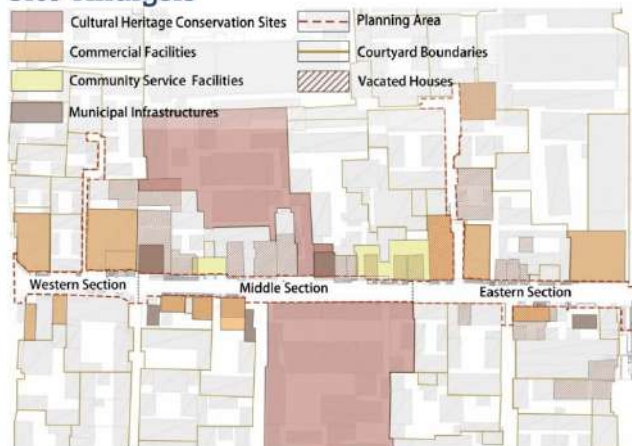 Cultural Heritage Conservation Sites
Commercial Facilities
Community Service Facilities
Municipal Infrastructures
Planning Area
Courtyard Boundaries
Vacated Houses
Western Section
Middle Section
Eastern Section